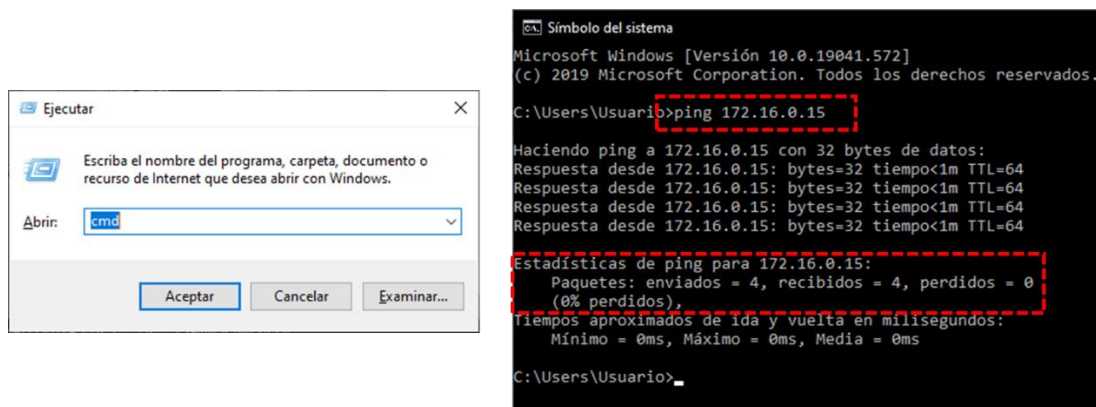 Ejecutar
Escriba el nombre del programa, carpeta, documento o
recurso de Internet que desea abrir con Windows.
Abrir:
cmd
Aceptar
Cancelar
Examinar...
Símbolo del sistema
Microsoft Windows [Versión 10.0.19041.572]
(c) 2019 Microsoft Corporation. Todos los derechos reservados.
C:\Users\Usuario>ping 172.16.0.15
Haciendo ping a 172.16.0.15 con 32 bytes de datos:
Respuesta desde 172.16.0.15: bytes=32 tiempo<1m TTL=64
Respuesta desde 172.16.0.15: bytes=32 tiempo<1m TTL=64
Respuesta desde 172.16.0.15: bytes=32 tiempo<1m TTL=64
Respuesta desde 172.16.0.15: bytes=32 tiempo<1m TTL=64
Estadísticas de ping para 172.16.0.15:
Paquetes: enviados = 4, recibidos = 4, perdidos = 0
(0% perdidos),
Tiempos aproximados de ida y vuelta en milisegundos:
Mínimo = 0ms, Máximo = 0ms, Media = 0ms
C:\Users\Usuario>